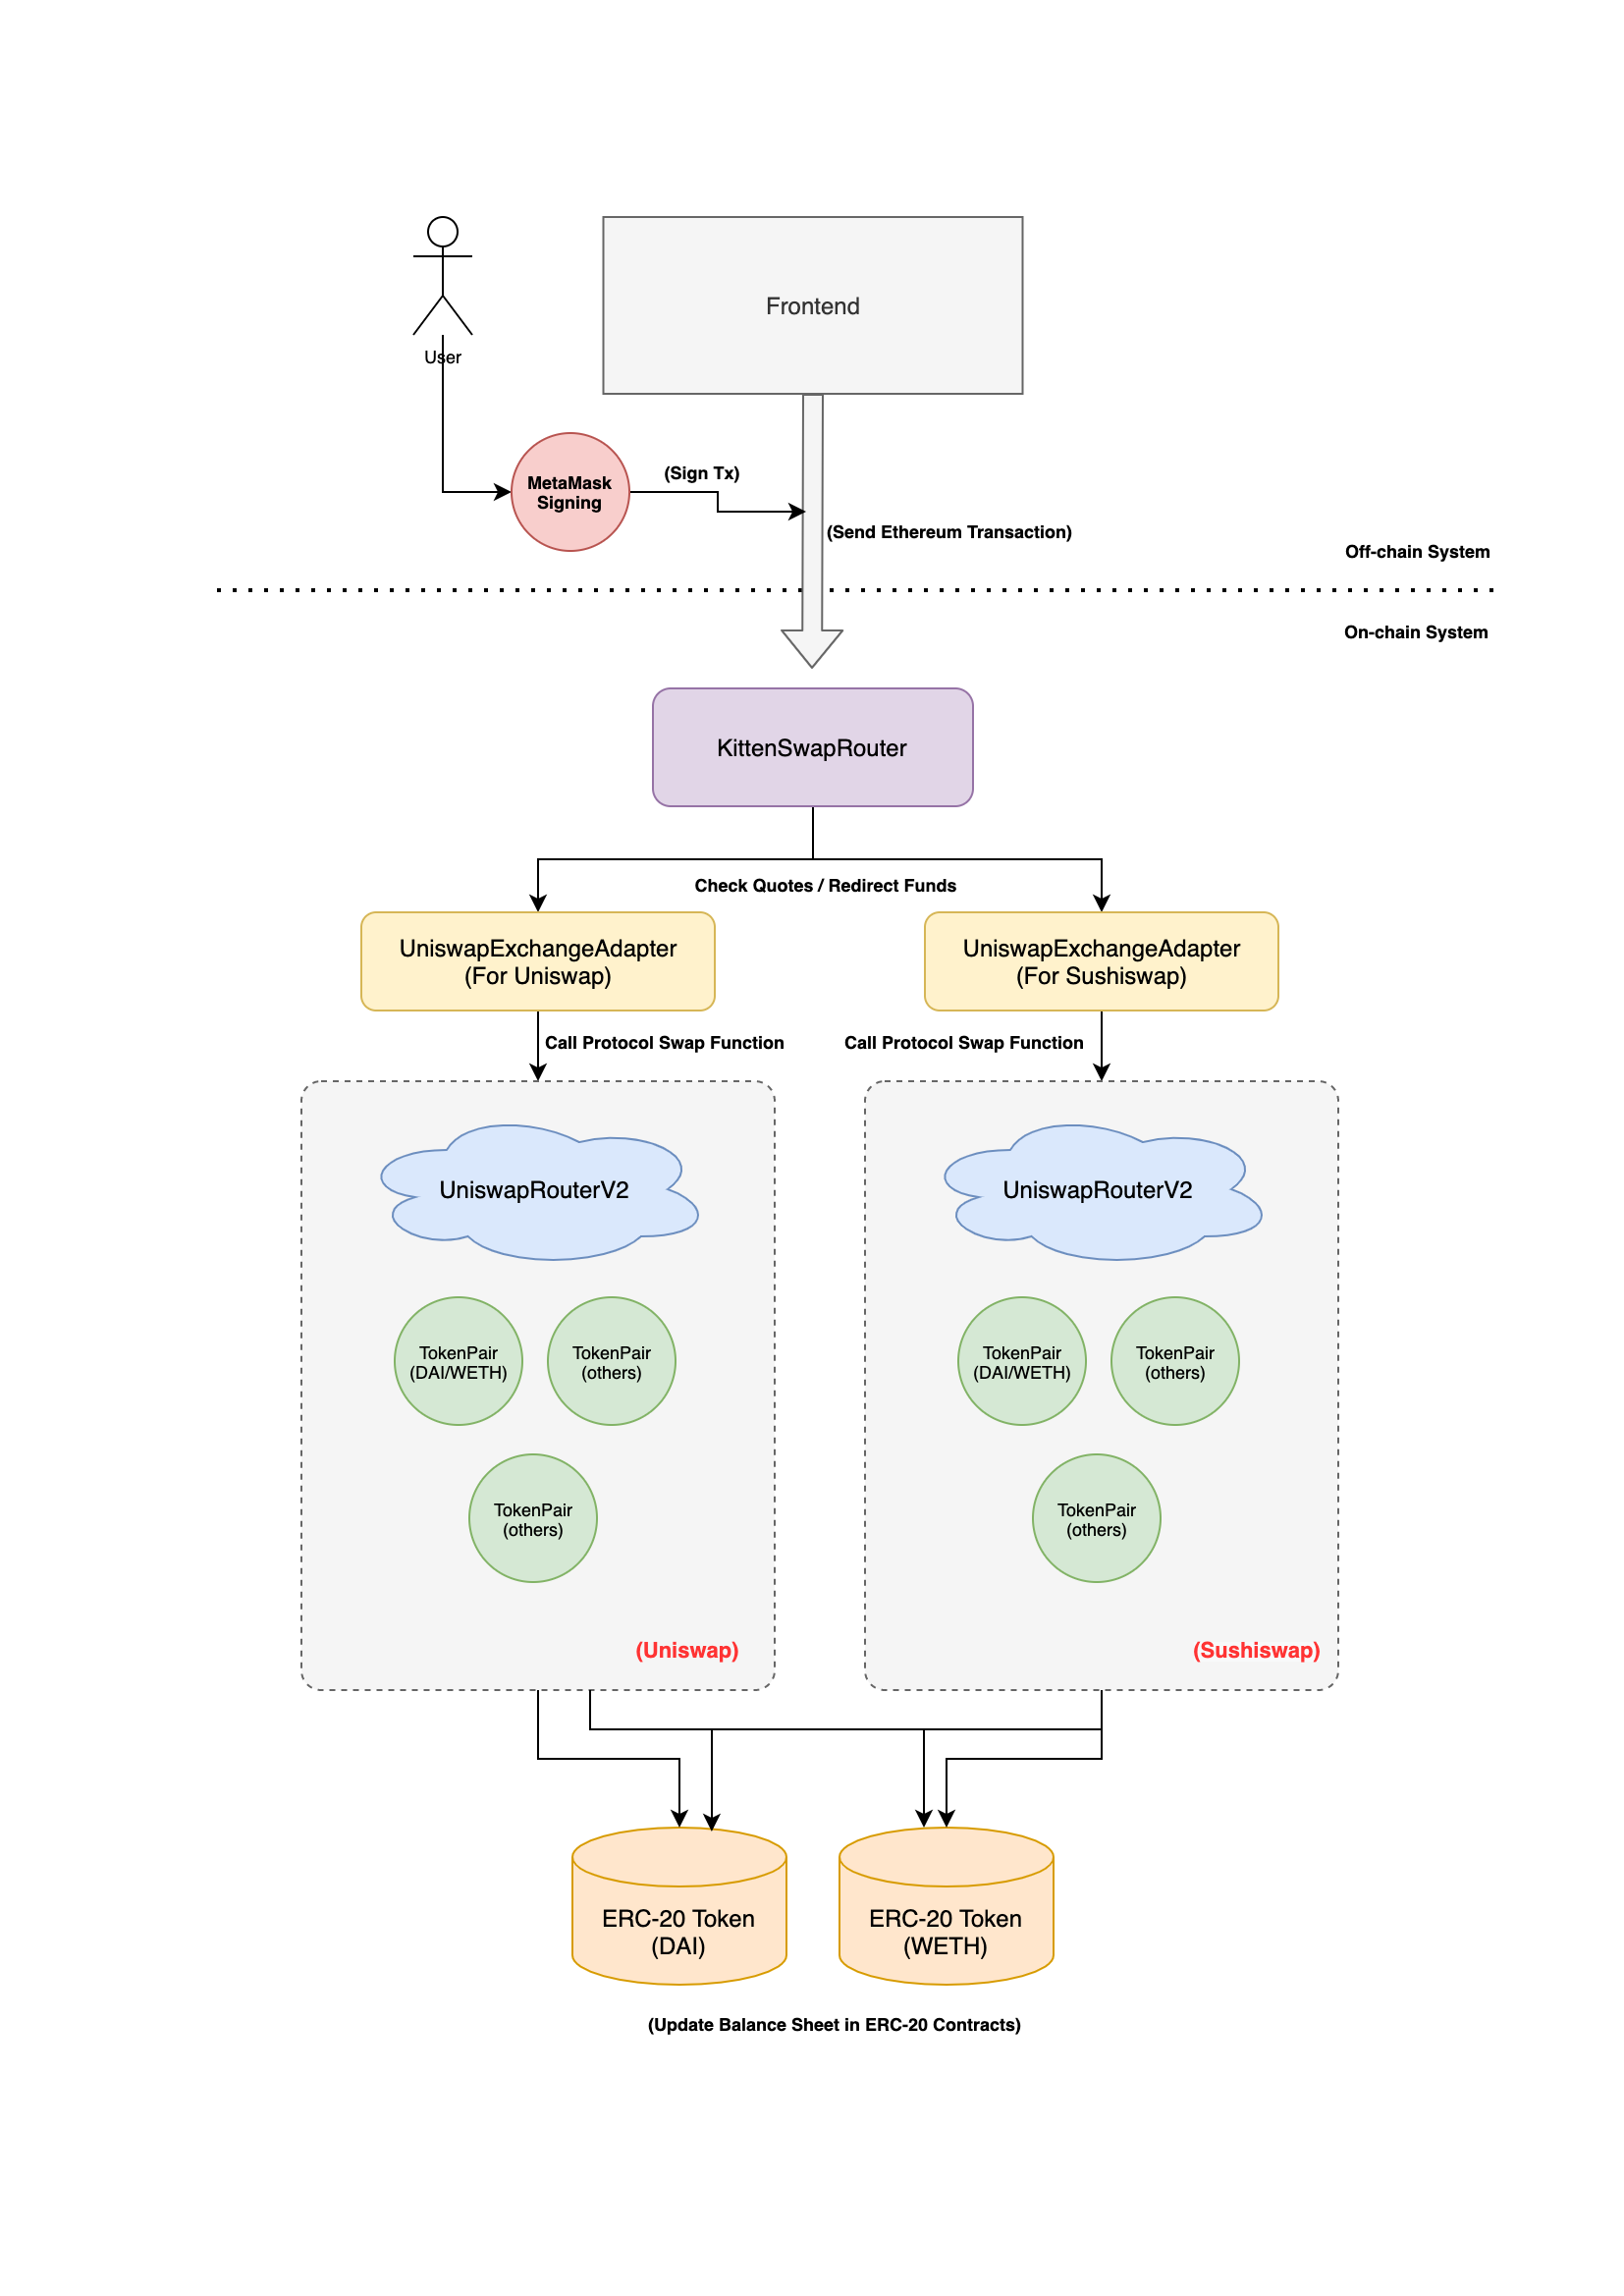 Frontend
User
MetaMask
Signing
(Sign Tx)
(Send Ethereum Transaction)
Off-chain System
On-chain System
KittenSwapRouter
Check Quotes / Redirect Funds
UniswapExchangeAdapter
(For Uniswap)
UniswapExchangeAdapter
(For Sushiswap)
Call Protocol Swap Function
Call Protocol Swap Function
UniswapRouterV2
UniswapRouterV2
TokenPair
(DAI/WETH)
TokenPair
(others)
TokenPair
(DAI/WETH)
TokenPair
(others)
TokenPair
(others)
TokenPair
(others)
(Uniswap)
(Sushiswap)
ERC-20 Token
(DAI)
ERC-20 Token
(WETH)
(Update Balance Sheet in ERC-20 Contracts)